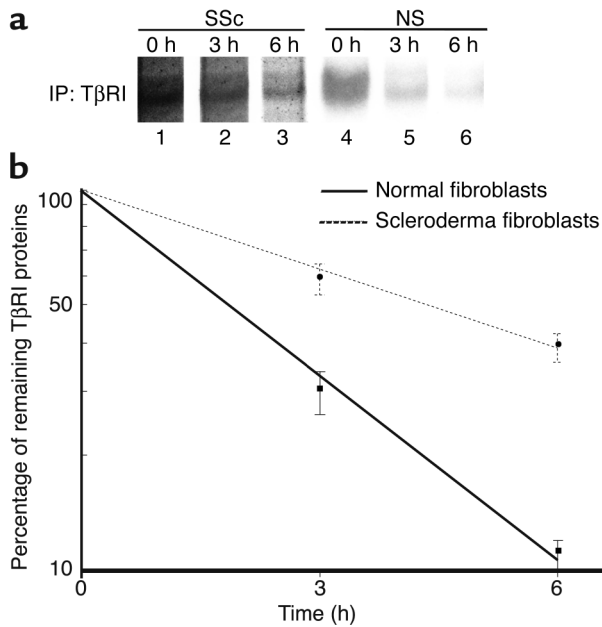 a
SSc NS
0 h 3 h 6 h 0 h 3 h 6 h
IP: TβRI
1 2 3 4 5 6
b
Percentage of remaining TβRI proteins
100
50
10
Normal fibroblasts
Scleroderma fibroblasts
0 3 6
Time (h)